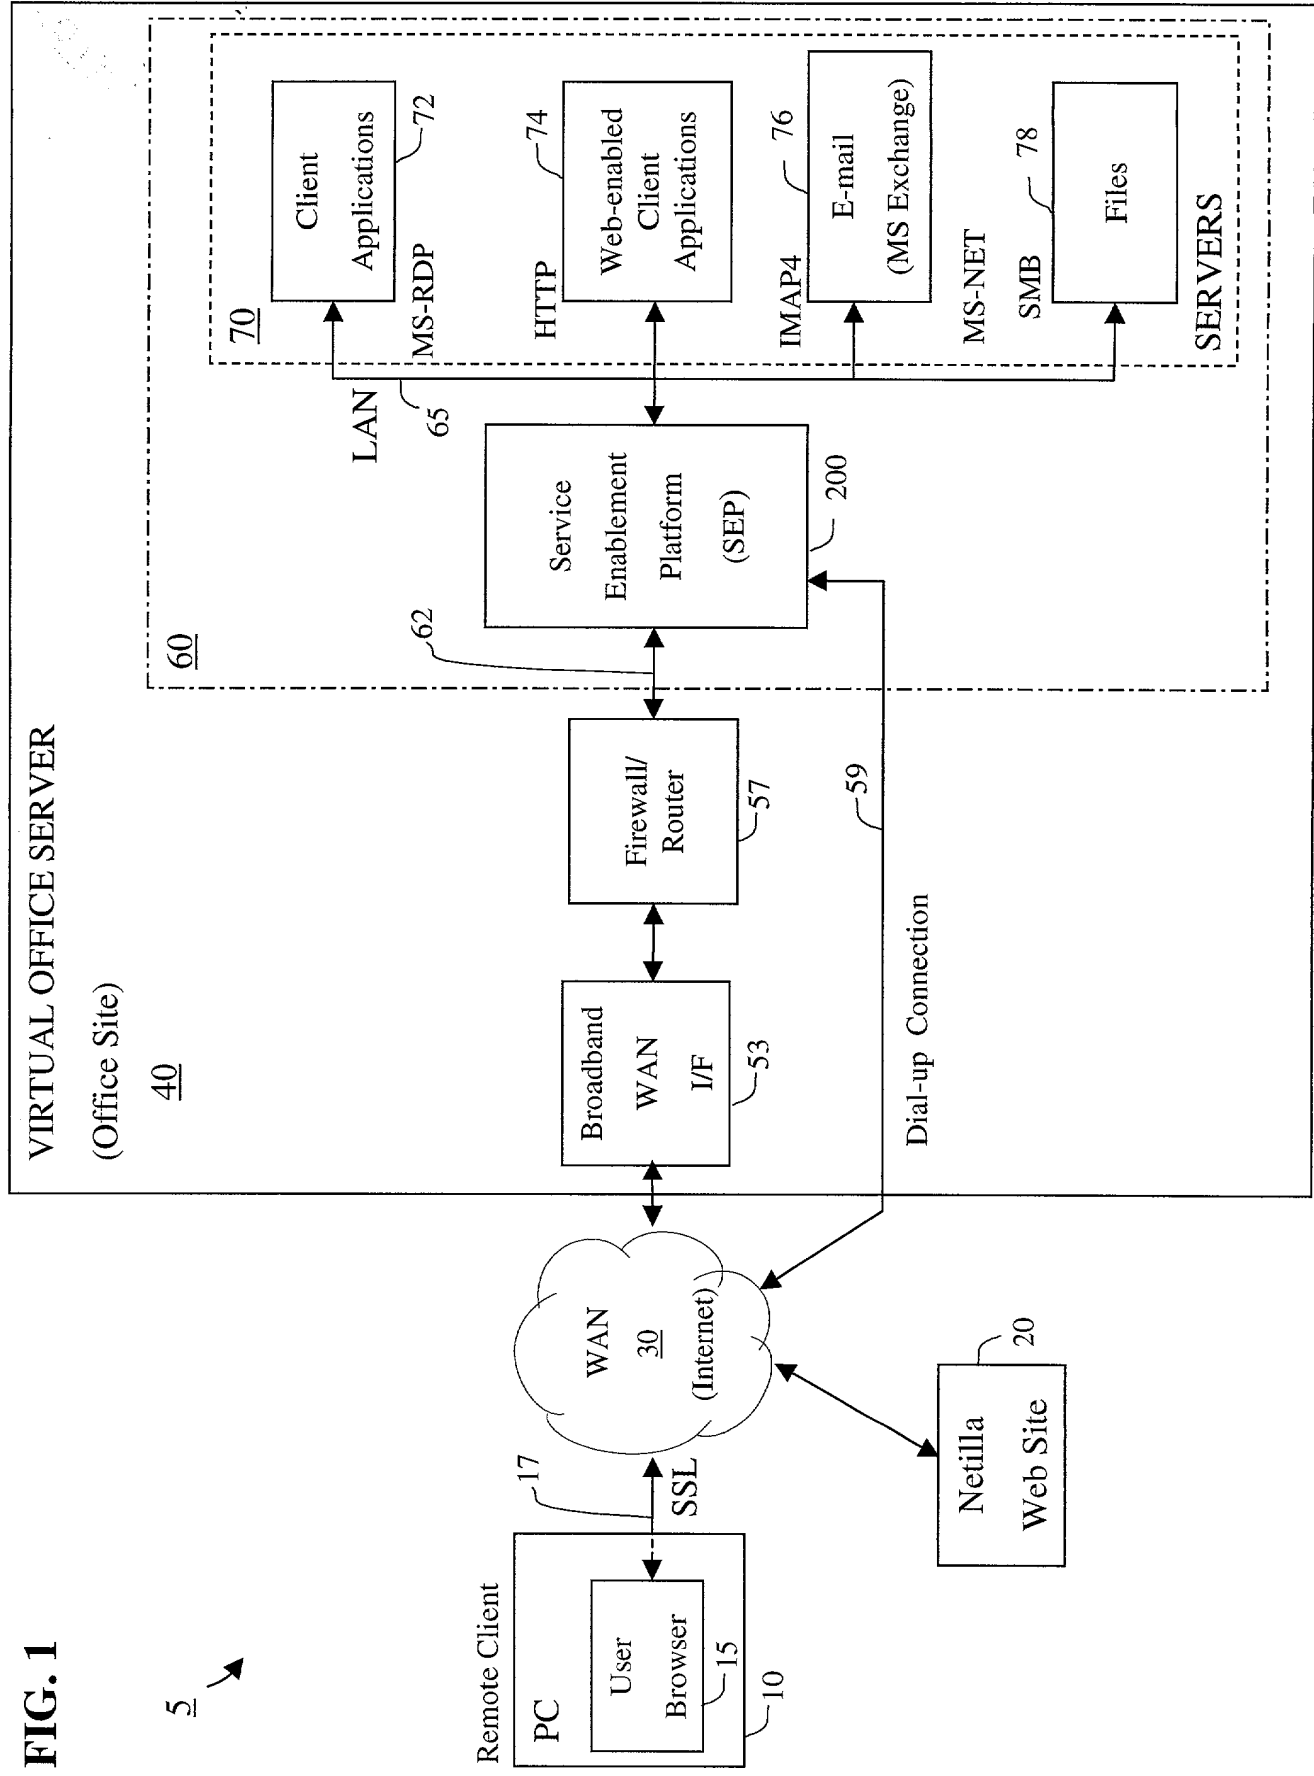 FIG. 1
5
VIRTUAL OFFICE SERVER
(Office Site)
40
Remote Client
PC
User
Browser
15
10
17
SSL
WAN
30
(Internet)
Netilla
Web Site
20
Broadband
WAN
I/F
53
Firewall/
Router
57
Dial-up Connection
59
60
62
Service
Enablement
Platform
(SEP)
200
LAN
65
70
Client
Applications
72
MS-RDP
HTTP
74
Web-enabled
Client
Applications
IMAP4
76
E-mail
(MS Exchange)
MS-NET
SMB
78
Files
SERVERS